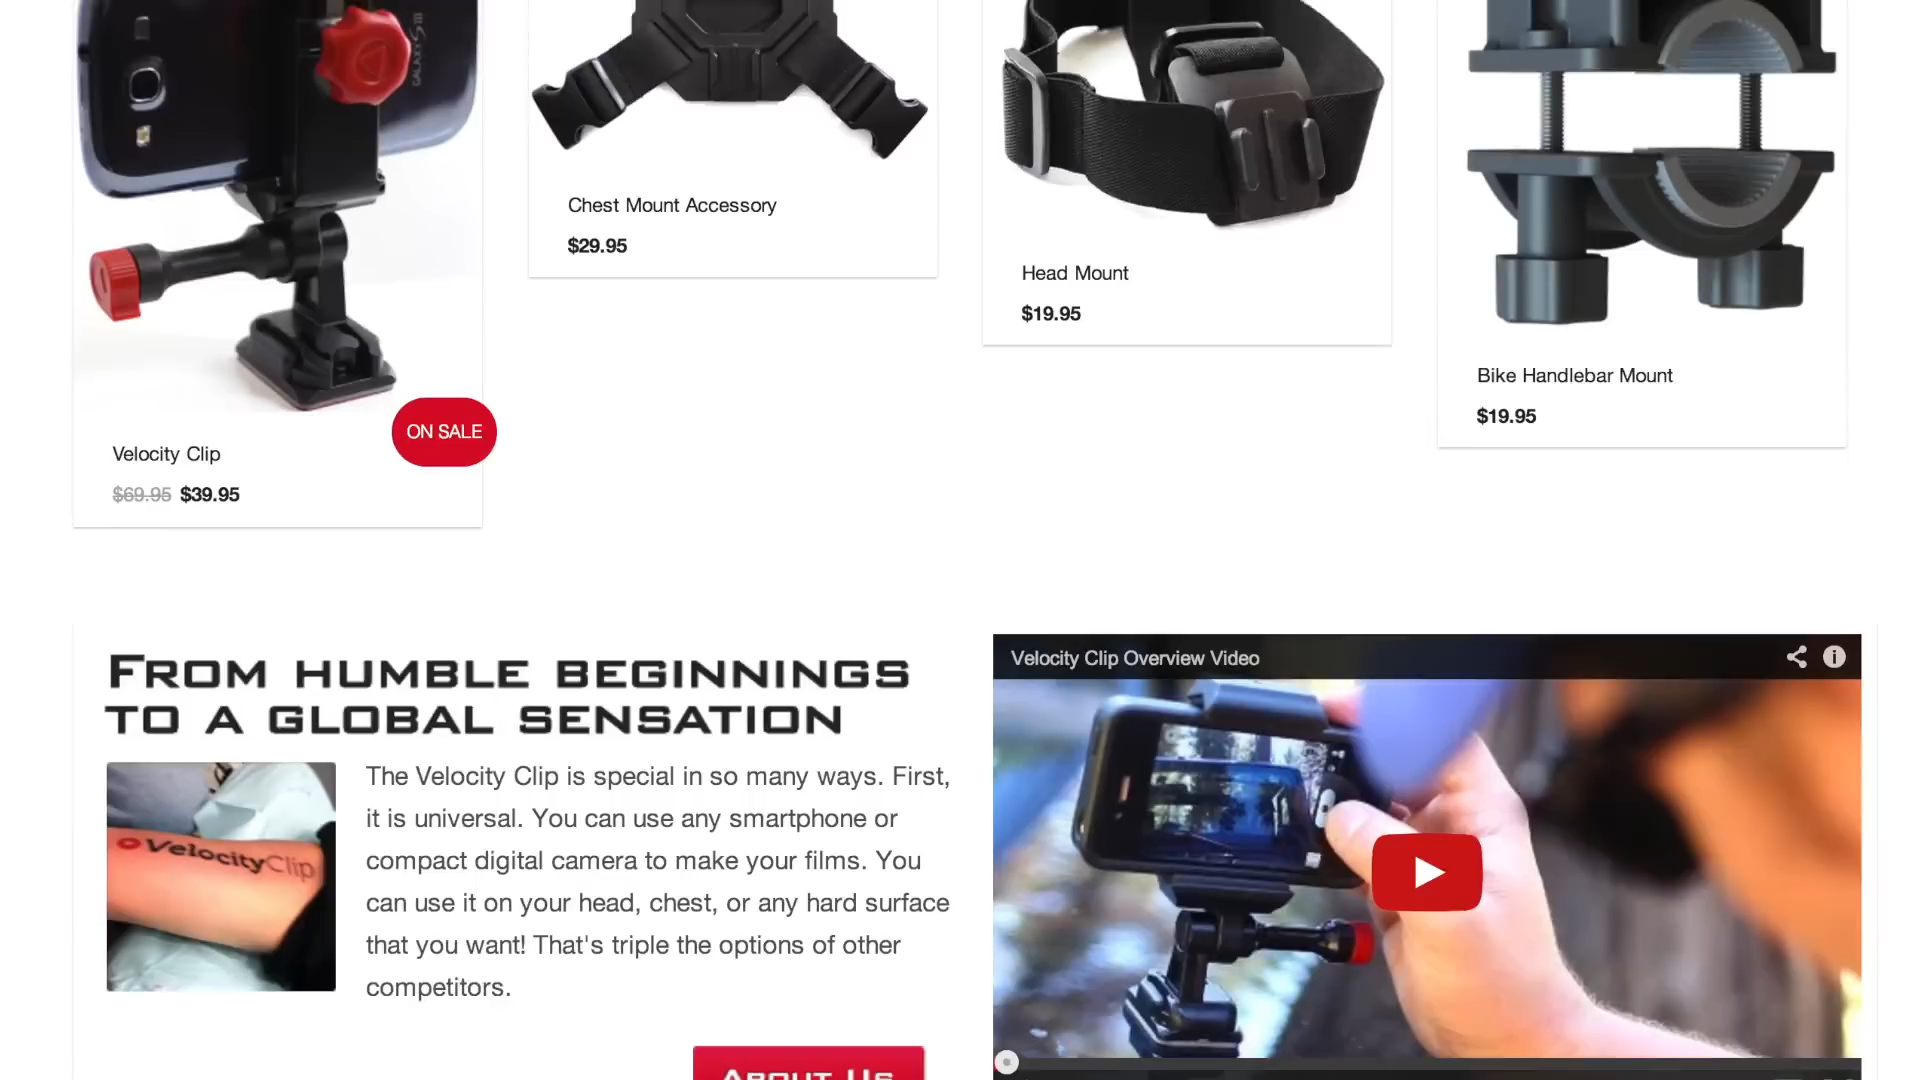 GALAXY SIII
Chest Mount Accessory
$29.95
Head Mount
$19.95
Bike Handlebar Mount
$19.95
ON SALE
Velocity Clip
$69.95 $39.95
FROM HUMBLE BEGINNINGS
TO A GLOBAL SENSATION
VelocityClip
The Velocity Clip is special in so many ways. First,
it is universal. You can use any smartphone or
compact digital camera to make your films. You
can use it on your head, chest, or any hard surface
that you want! That's triple the options of other
competitors.
ABOUT US
Velocity Clip Overview Video